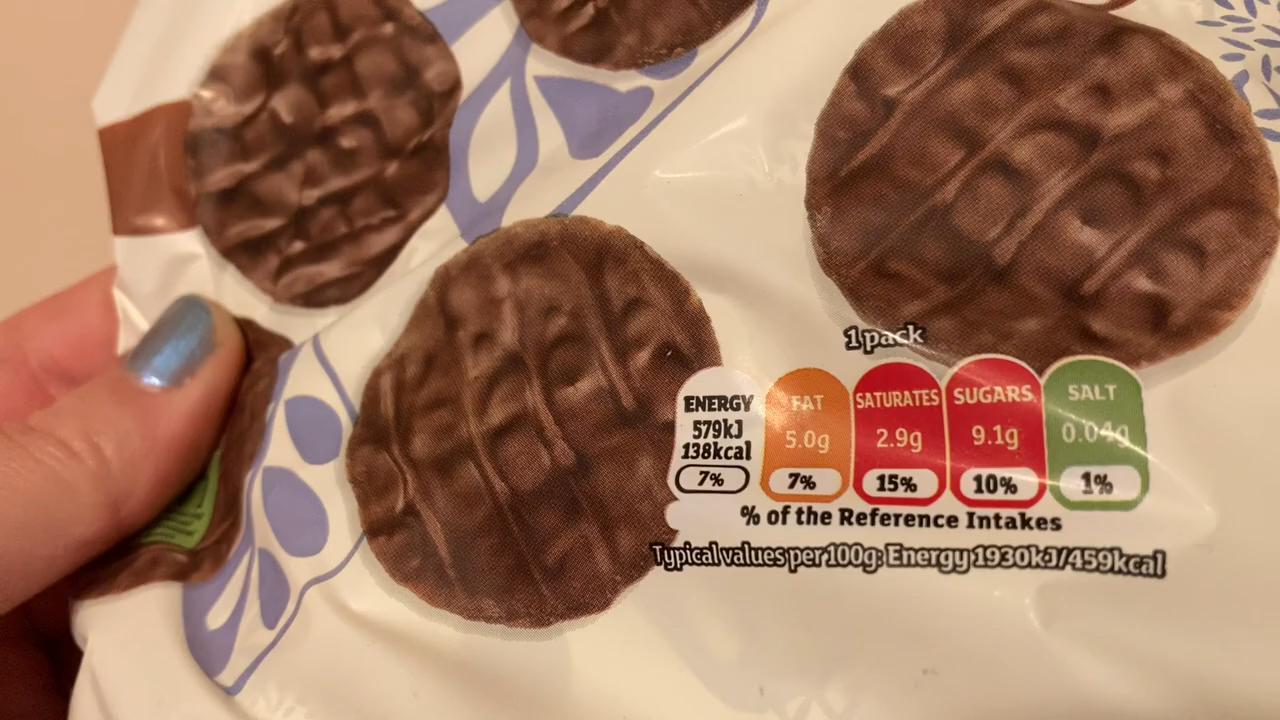 1 pack
ENERGY FAT SATURATES SUGARS SALT
579kJ 5.0g 2.9g 9.1g 0.04g
138kcal
7% 7% 15% 10% 1%
% of the Reference Intakes
Typical values per 100g: Energy 1930kJ/459kcal